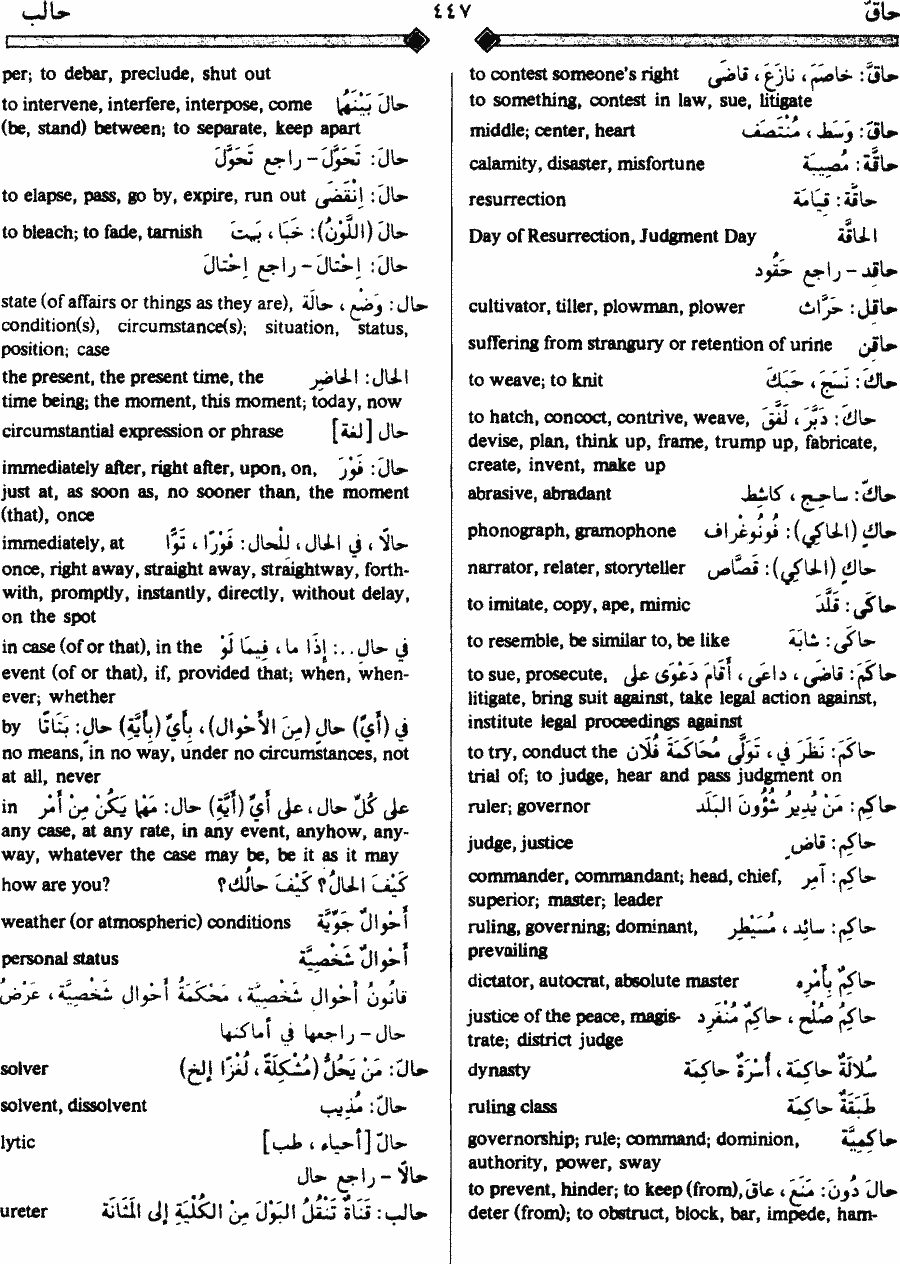 حاقّ ٤٤٧ حالب
حاقَّ: خاصَمَ ، نازَعَ ، قاضَى to contest someone's right
to something, contest in law, sue, litigate
حاقّ: وَسَط ، مُنْتَصَف middle; center, heart
حاقَّة: مُصِيبَة calamity, disaster, misfortune
حاقَّة: قِيَامَة resurrection
الحاقَّة Day of Resurrection, Judgment Day
حاقِد - راجع حَقُود
حاقِل: حَرَّاث cultivator, tiller, plowman, plower
حاقِن suffering from strangury or retention of urine
حاكَ: نَسَجَ ، حَبَكَ to weave; to knit
حاكَ: دَبَّرَ ، لَفَّقَ to hatch, concoct, contrive, weave,
devise, plan, think up, frame, trump up, fabricate,
create, invent, make up
حاكّ: ساحِج ، كاشِط abrasive, abradant
حاكٍ (الحاكي): فُونُوغْراف phonograph, gramophone
حاكٍ (الحاكي): قَصَّاص narrator, relater, storyteller
حاكَى: قَلَّدَ to imitate, copy, ape, mimic
حاكَى: شابَهَ to resemble, be similar to, be like
حاكَمَ: قاضَى ، داعَى ، أقامَ دَعْوَى على to sue, prosecute,
litigate, bring suit against, take legal action against,
institute legal proceedings against
حاكَمَ: نَظَرَ في ، تَوَلَّى مُحَاكَمَةَ فُلان to try, conduct the
trial of; to judge, hear and pass judgment on
حاكِم: مَنْ يُدِيرُ شُؤُونَ البَلَد ruler; governor
حاكِم: قاضٍ judge, justice
حاكِم: آمِر commander, commandant; head, chief,
superior; master; leader
حاكِم: سائِد ، مُسَيْطِر ruling, governing; dominant,
prevailing
حاكِمٌ بِأَمْرِهِ dictator, autocrat, absolute master
حاكِمُ صُلْح ، حاكِمٌ مُنْفَرِد justice of the peace, magis-
trate; district judge
سُلالَةٌ حاكِمَة ، أُسْرَةٌ حاكِمَة dynasty
طَبَقَةٌ حاكِمَة ruling class
حاكِمِيَّة governorship; rule; command; dominion,
authority, power, sway
حالَ دُونَ: مَنَعَ ، عاقَ to prevent, hinder; to keep (from),
deter (from); to obstruct, block, bar, impede, ham-
per; to debar, preclude, shut out
حالَ بَيْنَهُما to intervene, interfere, interpose, come
(be, stand) between; to separate, keep apart
حالَ: تَحَوَّلَ - راجع تَحَوَّلَ
حالَ: اِنْقَضَى to elapse, pass, go by, expire, run out
حالَ (اللَّوْنُ): خَبَا ، بَهِتَ to bleach; to fade, tarnish
حالَ: اِحْتالَ - راجع اِحْتالَ
حال: وَضْع ، حالَة state (of affairs or things as they are),
condition(s), circumstance(s); situation, status,
position; case
الحال: الحاضِر the present, the present time, the
time being; the moment, this moment; today, now
حال [لغة] circumstantial expression or phrase
حالَ: فَوْرَ immediately after, right after, upon, on,
just at, as soon as, no sooner than, the moment
(that), once
حالًا ، في الحال ، لِلْحال: فَوْرًا ، تَوًّا immediately, at
once, right away, straight away, straightway, forth-
with, promptly, instantly, directly, without delay,
on the spot
في حال..: إذا ما ، فِيمَا لَوْ in case (of or that), in the
event (of or that), if, provided that; when, when-
ever; whether
في (أيِّ) حالٍ (مِنَ الأحْوال) ، بِأيِّ (بِأيَّةِ) حال: بَتَاتًا by
no means, in no way, under no circumstances, not
at all, never
على كُلِّ حال ، على أيِّ (أيَّةِ) حال: مَهْما يَكُنْ مِنْ أمْر in
any case, at any rate, in any event, anyhow, any-
way, whatever the case may be, be it as it may
كَيْفَ الحالُ؟ كَيْفَ حالُكَ؟ how are you?
أحْوالٌ جَوِّيَّة weather (or atmospheric) conditions
أحْوالٌ شَخْصِيَّة personal status
قانُونُ أحوال شَخْصِيَّة ، مَحْكَمَةُ أحوال شَخْصِيَّة ، عَرْضُ
حال - راجعها في أماكنها
حالّ: مَنْ يَحُلُّ (مُشْكِلَةً ، لُغْزًا إلخ) solver
حالّ: مُذِيب solvent, dissolvent
حالّ [أحياء ، طب] lytic
حالًا - راجع حال
حالب: قَنَاةٌ تَنْقُلُ البَوْلَ مِنَ الكُلْيَةِ إلى المَثَانَة ureter